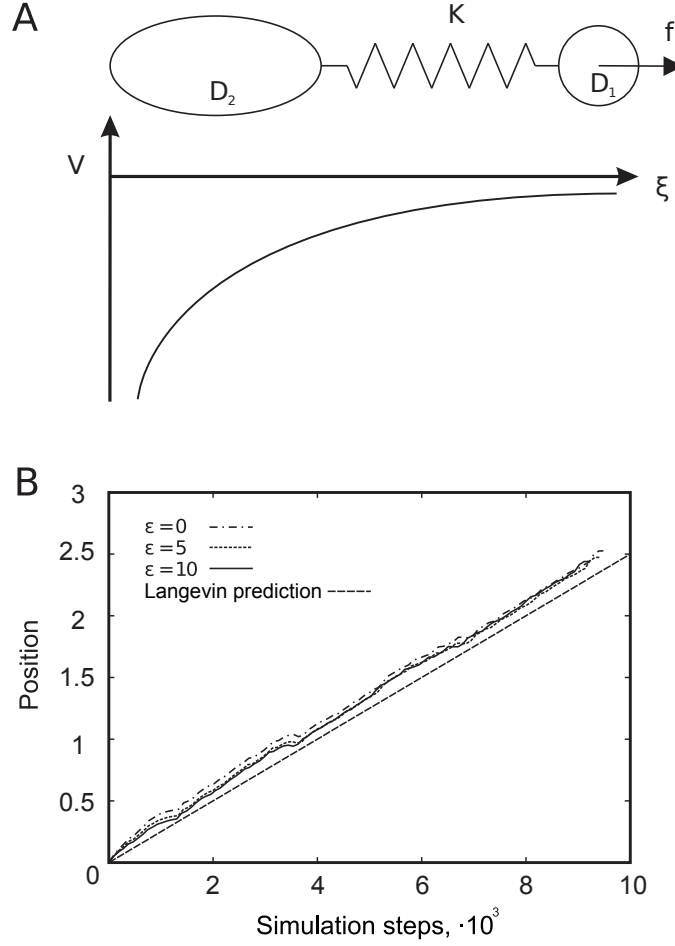 A
K
f
D₂
D₁
V
ξ
B
3
2.5
2
1.5
1
0.5
0
ε = 0
ε = 5
ε = 10
Langevin prediction
Position
2
4
6
8
10
Simulation steps, ·10³